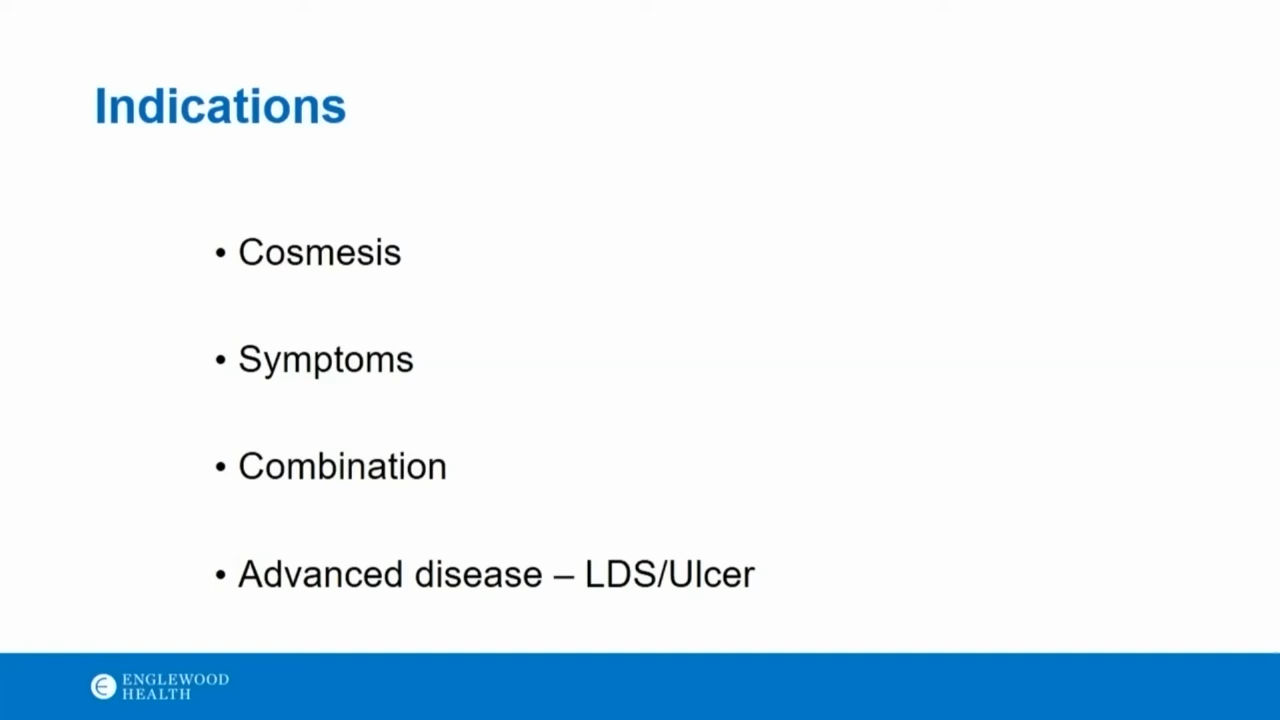 Indications
• Cosmesis
• Symptoms
• Combination
• Advanced disease – LDS/Ulcer
ENGLEWOOD
HEALTH